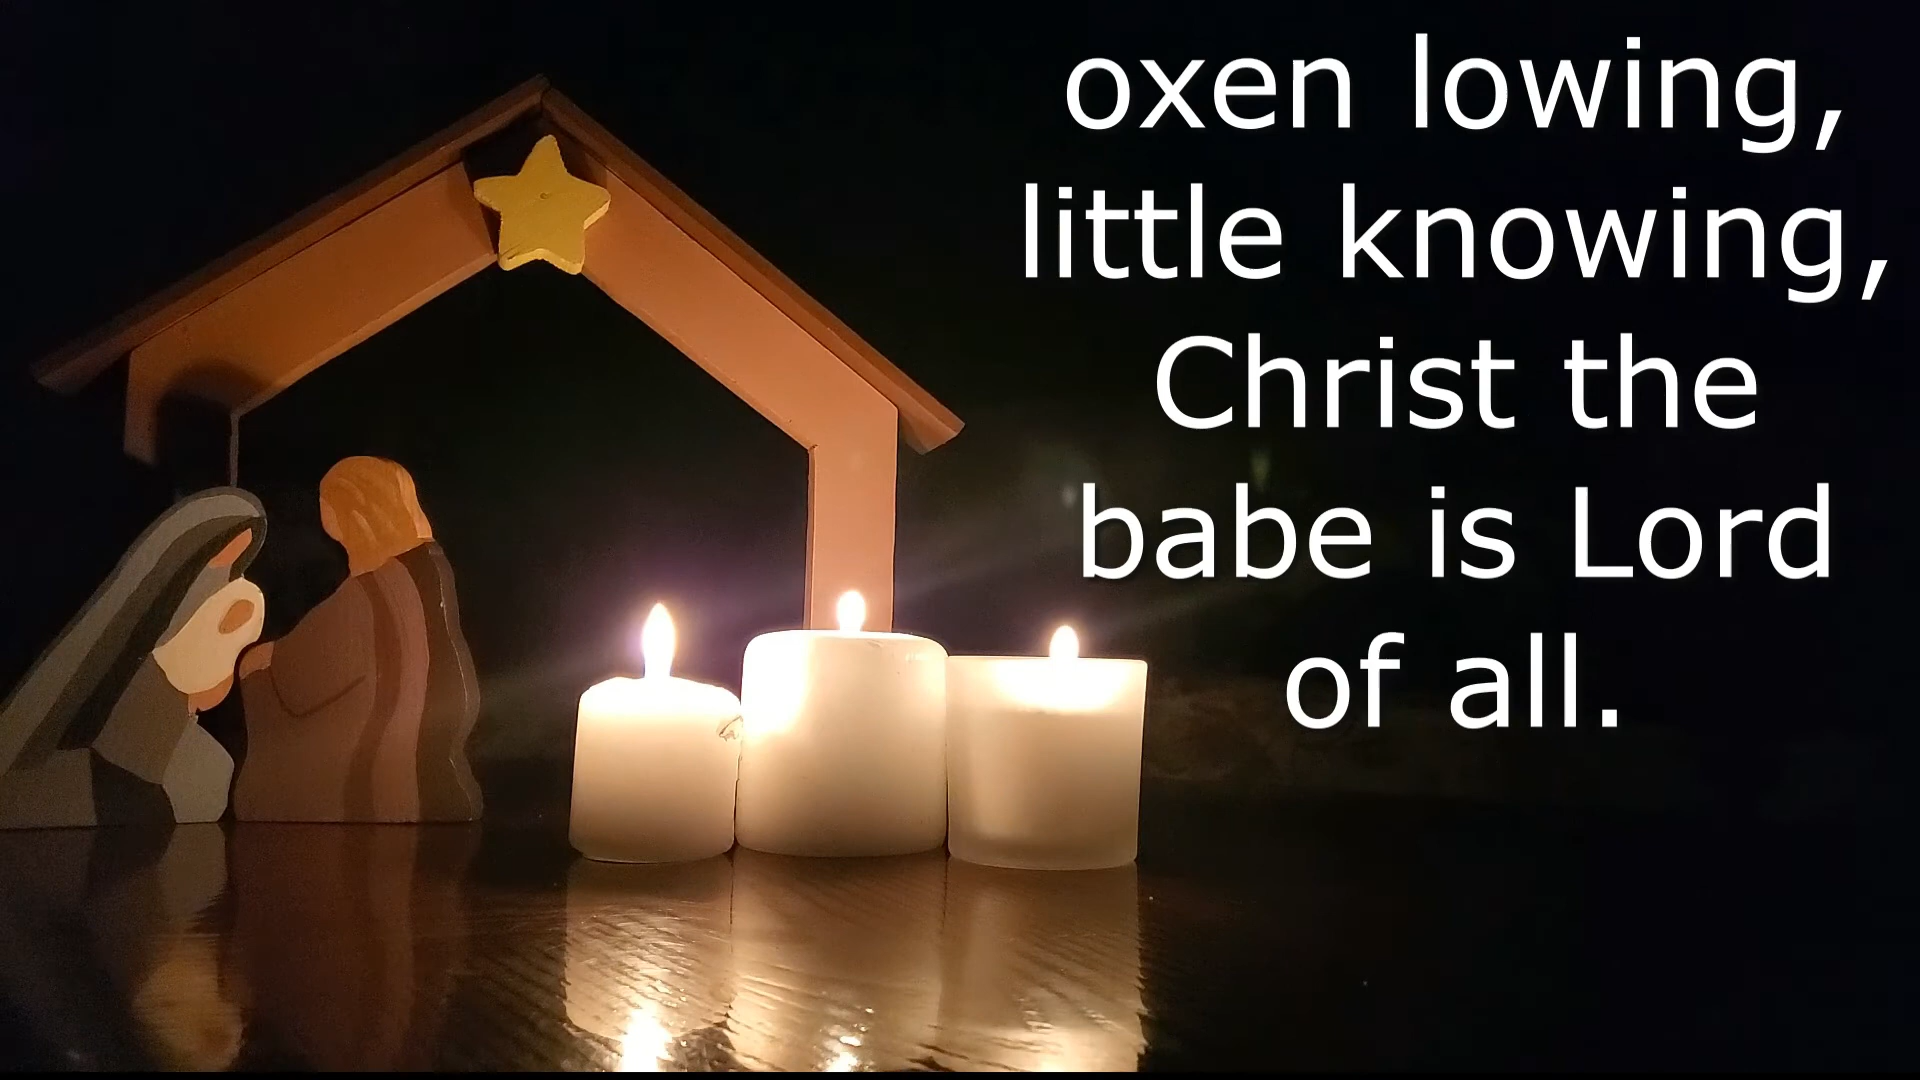 oxen lowing,
little knowing,
Christ the
babe is Lord
of all.